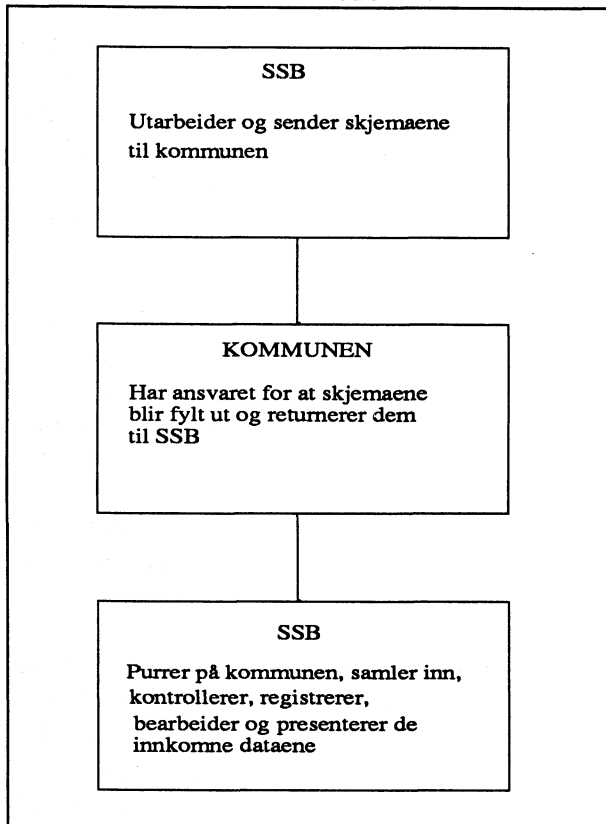 SSB
Utarbeider og sender skjemaene
til kommunen
KOMMUNEN
Har ansvaret for at skjemaene
blir fylt ut og returnerer dem
til SSB
SSB
Purrer på kommunen, samler inn,
kontrollerer, registrerer,
bearbeider og presenterer de
innkomne dataene